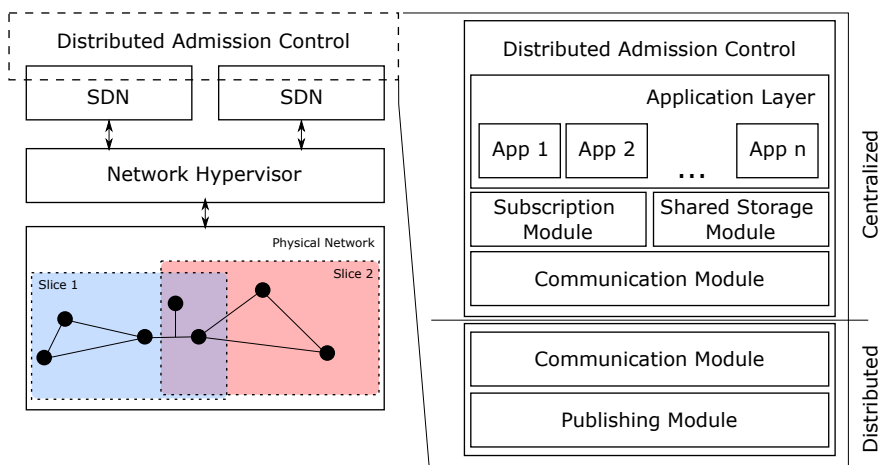 Distributed Admission Control
SDN
SDN
Network Hypervisor
Physical Network
Slice 1
Slice 2
Distributed Admission Control
Application Layer
App 1
App 2
...
App n
Subscription
Module
Shared Storage
Module
Communication Module
Centralized
Communication Module
Publishing Module
Distributed